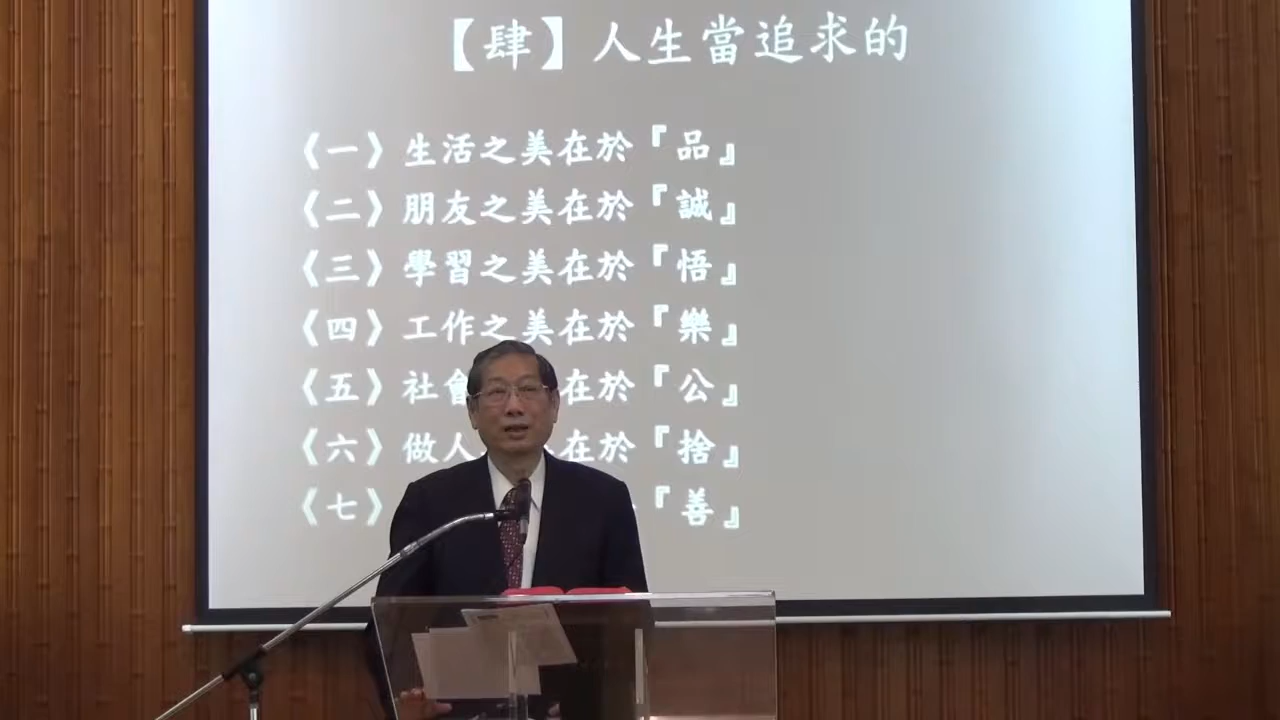 【肆】人生當追求的
《一》生活之美在於『品』
《二》朋友之美在於『誠』
《三》學習之美在於『悟』
《四》工作之美在於『樂』
《五》社會在於『公』
《六》做人在於『捨』
《七》『善』